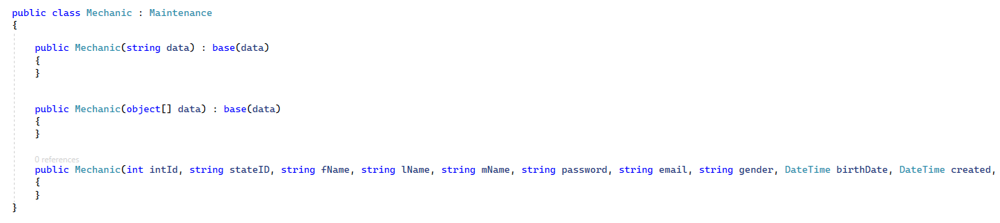 public class Mechanic : Maintenance
{
public Mechanic(string data) : base(data)
{
}
public Mechanic(object[] data) : base(data)
{
}
0 references
public Mechanic(int intId, string stateID, string fName, string lName, string mName, string password, string email, string gender, DateTime birthDate, DateTime created,
{
}
}